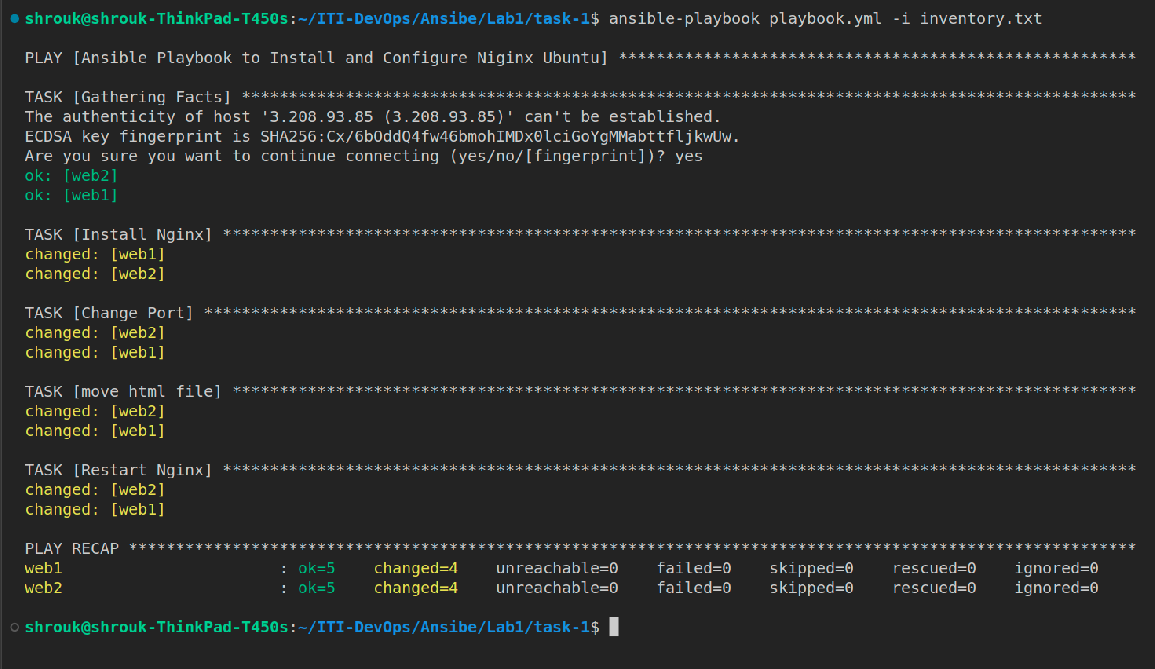 shrouk@shrouk-ThinkPad-T450s:~/ITI-DevOps/Ansibe/Lab1/task-1$ ansible-playbook playbook.yml -i inventory.txt
PLAY [Ansible Playbook to Install and Configure Niginx Ubuntu] *******************************************************
TASK [Gathering Facts] ***********************************************************************************************
The authenticity of host '3.208.93.85 (3.208.93.85)' can't be established.
ECDSA key fingerprint is SHA256:Cx/6bOddQ4fw46bmohIMDx0lciGoYgMMabttfljkwUw.
Are you sure you want to continue connecting (yes/no/[fingerprint])? yes
ok: [web2]
ok: [web1]
TASK [Install Nginx] *************************************************************************************************
changed: [web1]
changed: [web2]
TASK [Change Port] ***************************************************************************************************
changed: [web2]
changed: [web1]
TASK [move html file] ************************************************************************************************
changed: [web2]
changed: [web1]
TASK [Restart Nginx] *************************************************************************************************
changed: [web2]
changed: [web1]
PLAY RECAP ***********************************************************************************************************
web1                       : ok=5    changed=4    unreachable=0    failed=0    skipped=0    rescued=0    ignored=0
web2                       : ok=5    changed=4    unreachable=0    failed=0    skipped=0    rescued=0    ignored=0
shrouk@shrouk-ThinkPad-T450s:~/ITI-DevOps/Ansibe/Lab1/task-1$